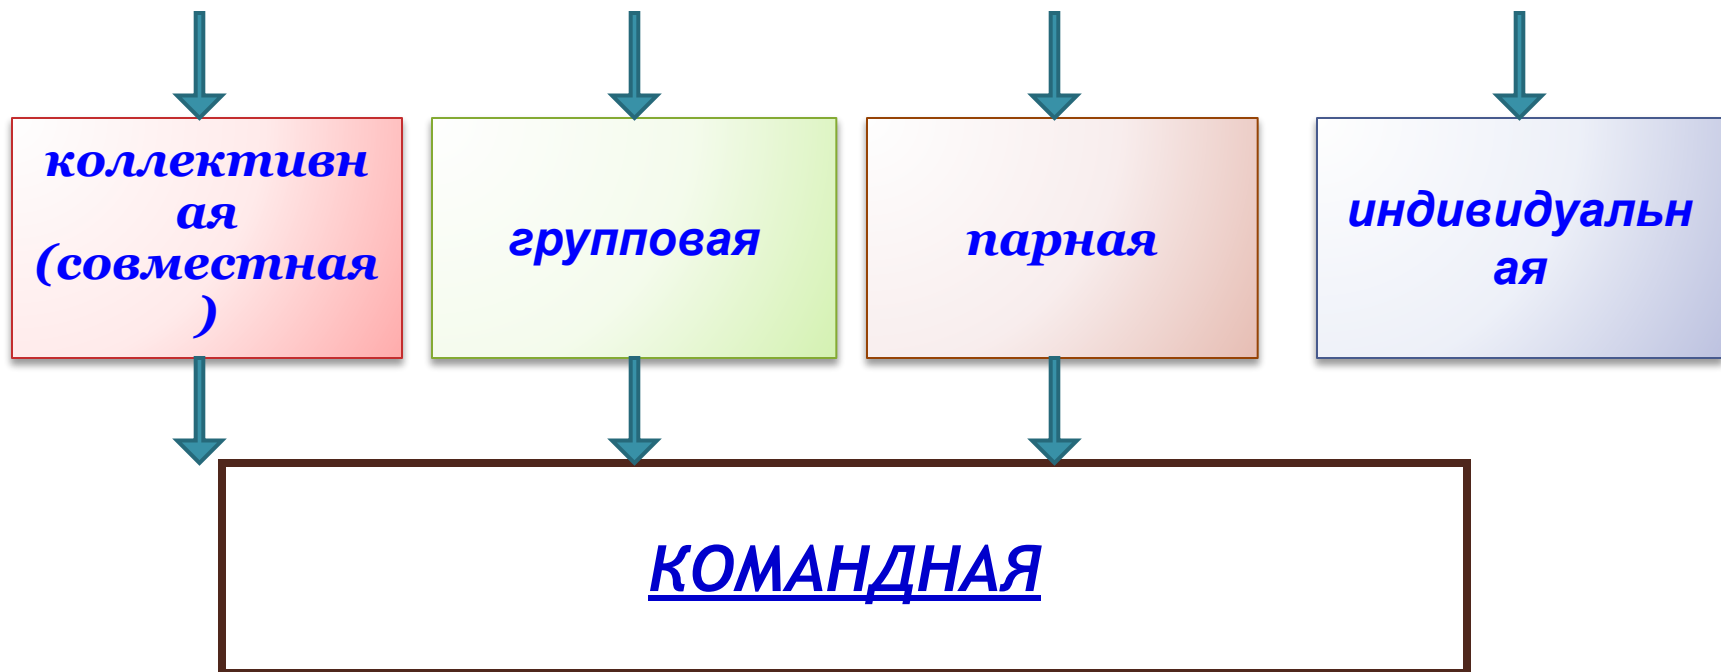 коллективн
ая
(совместная
)
групповая
парная
индивидуальн
ая
КОМАНДНАЯ